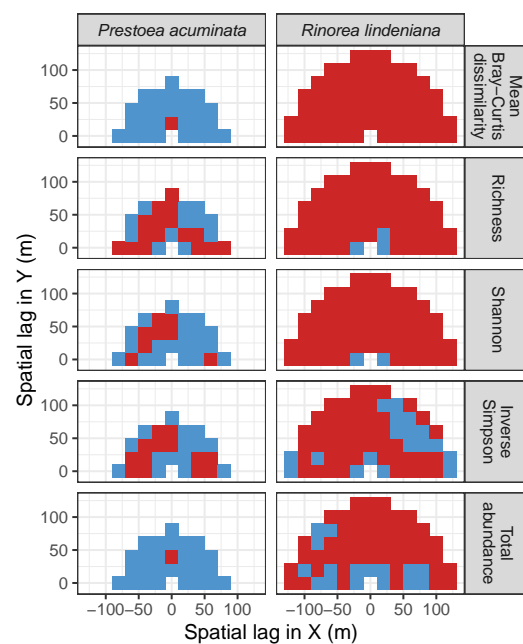 Prestoea acuminata
Rinorea lindeniana
100
50
0
Mean
Bray−Curtis
dissimilarity
100
50
0
Richness
100
50
0
Shannon
100
50
0
Inverse
Simpson
100
50
0
Total
abundance
−100 −50 0 50 100
−100 −50 0 50 100
Spatial lag in X (m)
Spatial lag in Y (m)